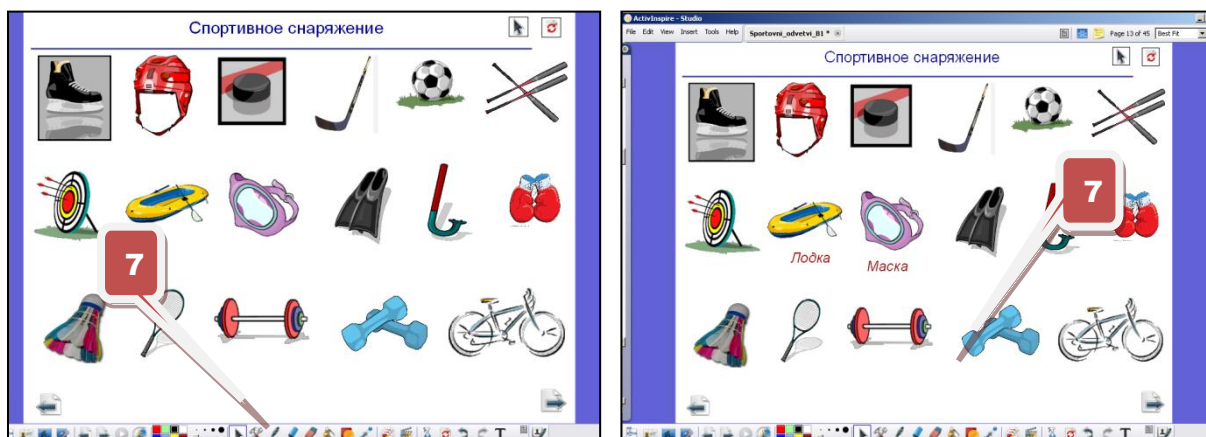 Спортивное снаряжение
7
ActivInspire - Studio
File Edit View Insert Tools Help Sportovni_odvetvi_B1 * Page 13 of 45 Best Fit
Спортивное снаряжение
7
Лодка Маска